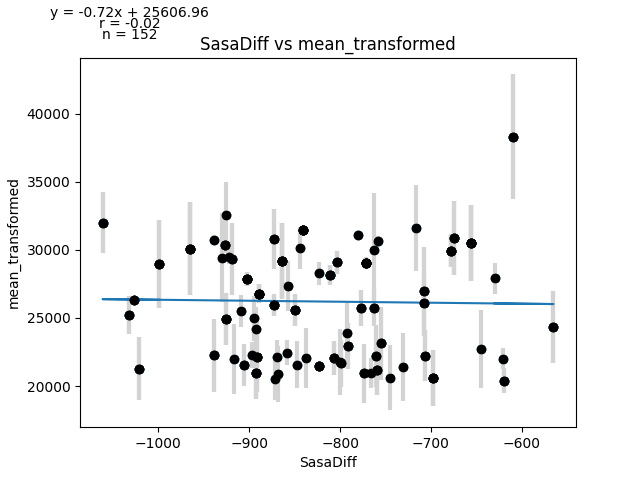 y = -0.72x + 25606.96
r = -0.02
n = 152
SasaDiff vs mean_transformed
40000
35000
30000
25000
20000
mean_transformed
−1000
−900
−800
−700
−600
SasaDiff